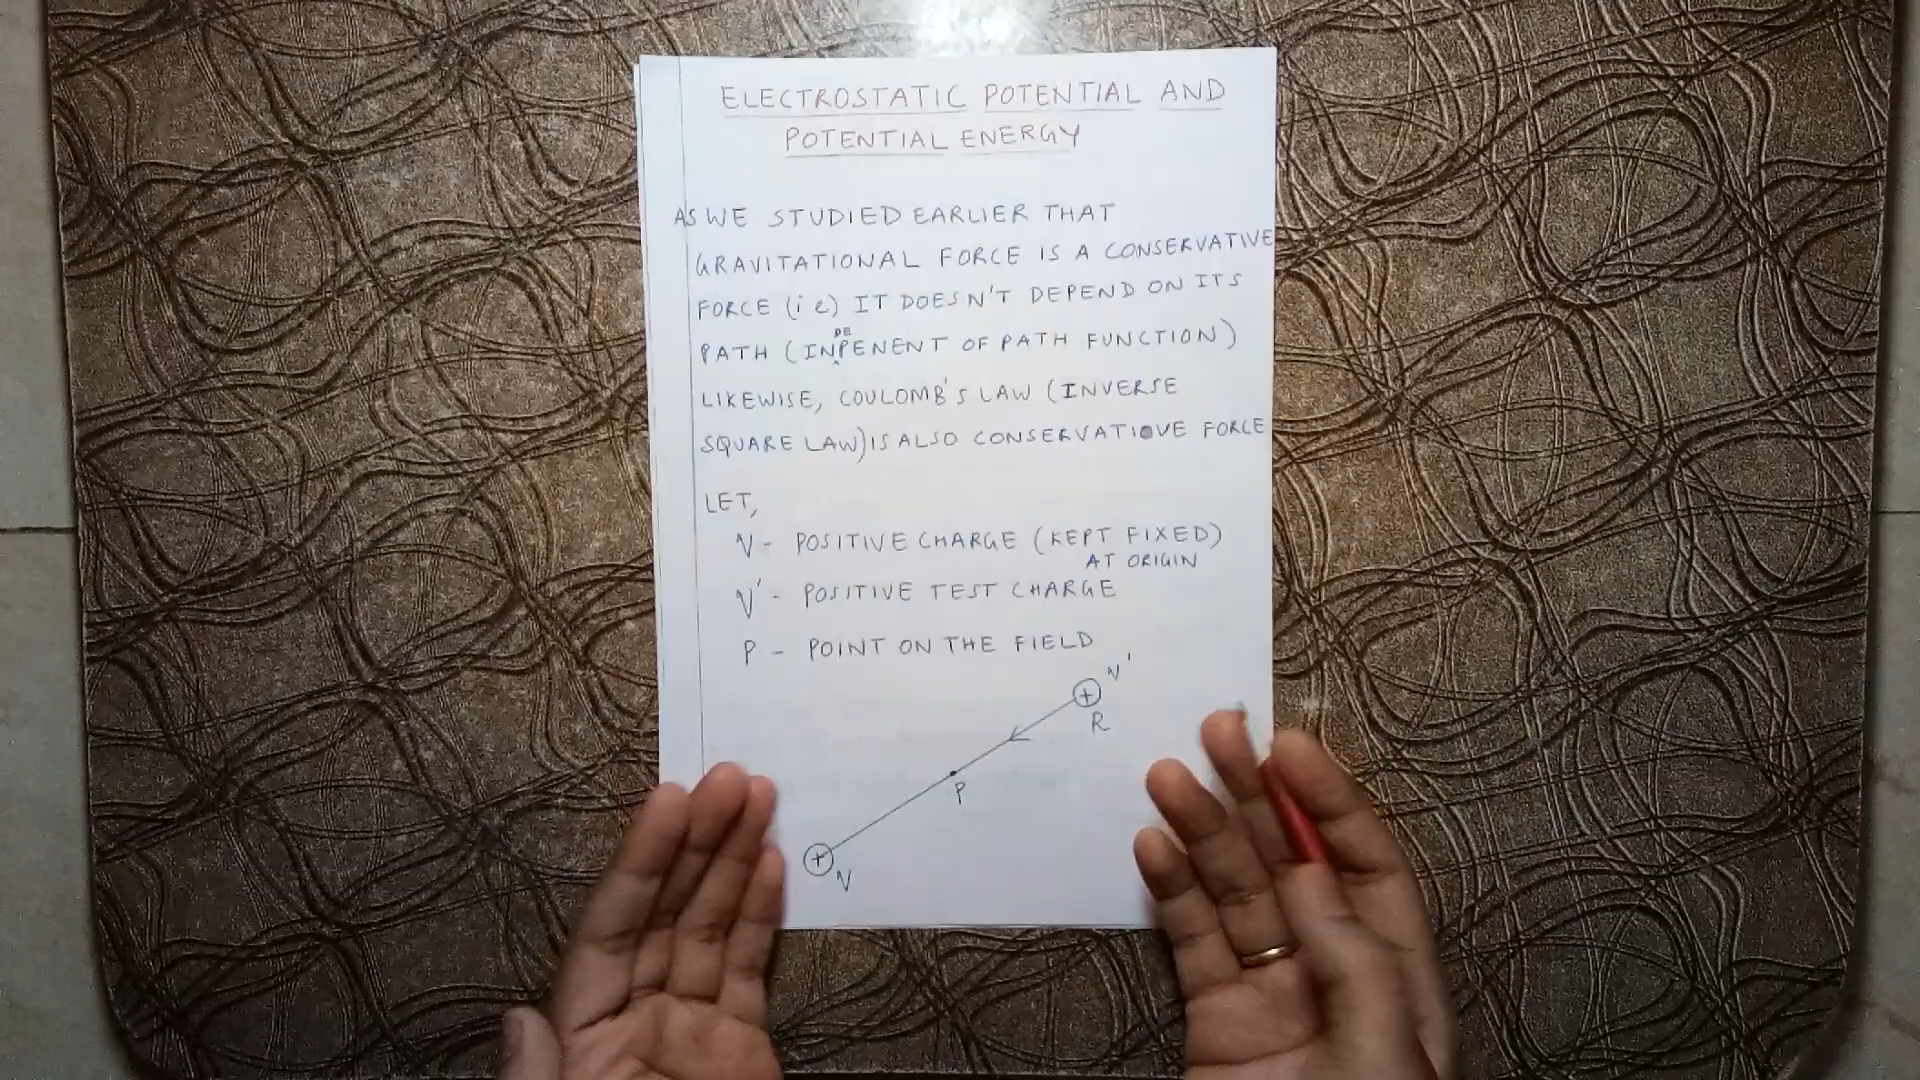 ELECTROSTATIC POTENTIAL AND
POTENTIAL ENERGY
AS WE STUDIED EARLIER THAT
GRAVITATIONAL FORCE IS A CONSERVATIVE
FORCE (i e) IT DOESN'T DEPEND ON ITS
DE
PATH (INPENENT OF PATH FUNCTION)
LIKEWISE, COULOMB'S LAW (INVERSE
SQUARE LAW) IS ALSO CONSERVATIVE FORCE
LET,
V - POSITIVE CHARGE (KEPT FIXED)
AT ORIGIN
V' - POSITIVE TEST CHARGE
P - POINT ON THE FIELD
V'
+
R
P
+
V